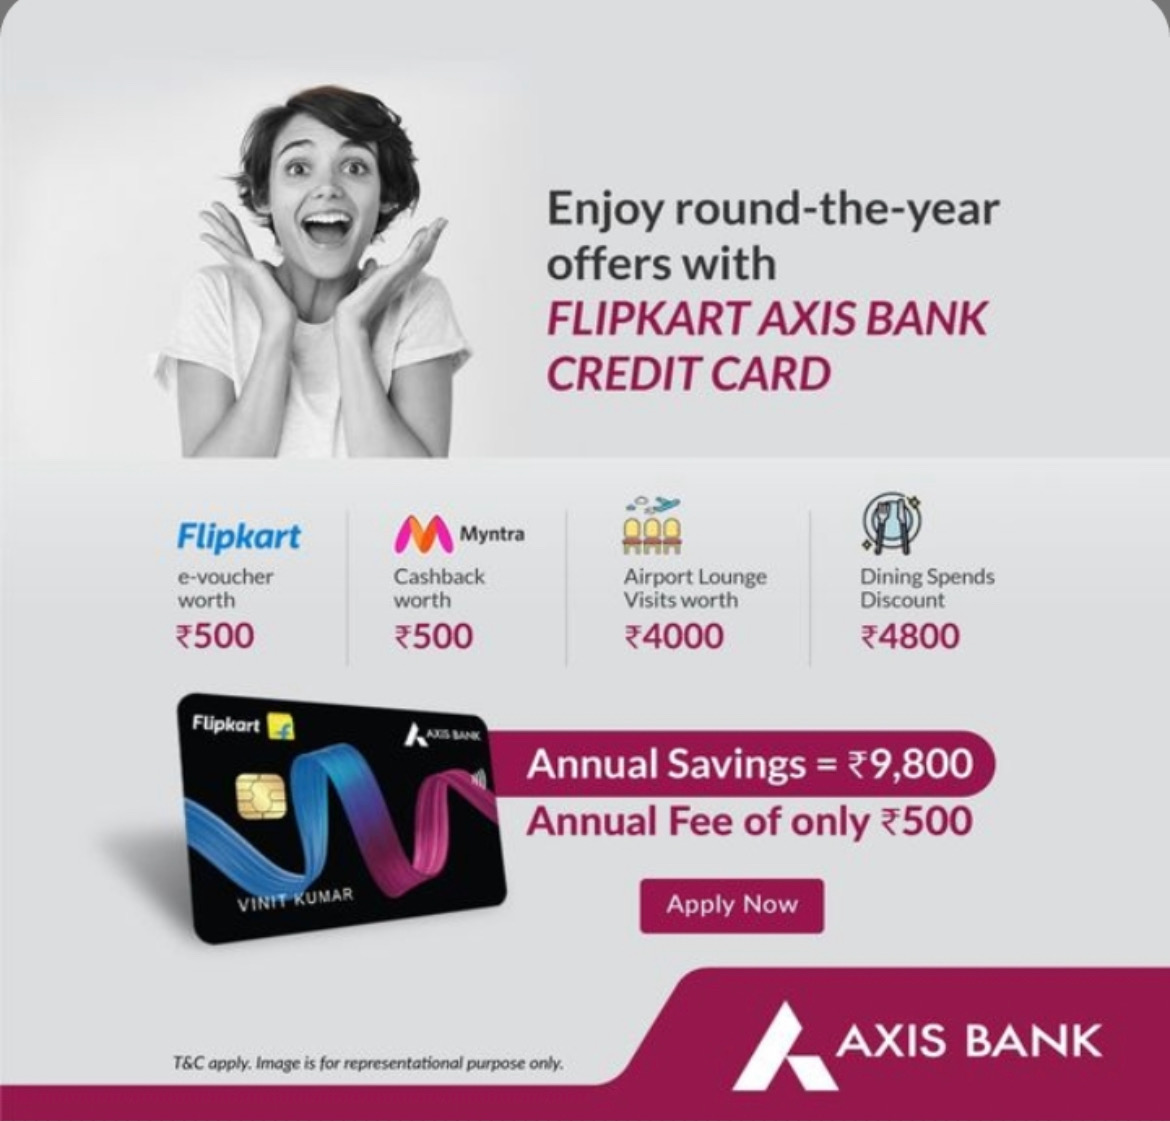 Enjoy round-the-year
offers with
FLIPKART AXIS BANK
CREDIT CARD
Flipkart
e-voucher
worth
₹500
Myntra
Cashback
worth
₹500
Airport Lounge
Visits worth
₹4000
Dining Spends
Discount
₹4800
Flipkart
AXIS BANK
VINIT KUMAR
Annual Savings = ₹9,800
Annual Fee of only ₹500
Apply Now
T&C apply. Image is for representational purpose only.
AXIS BANK